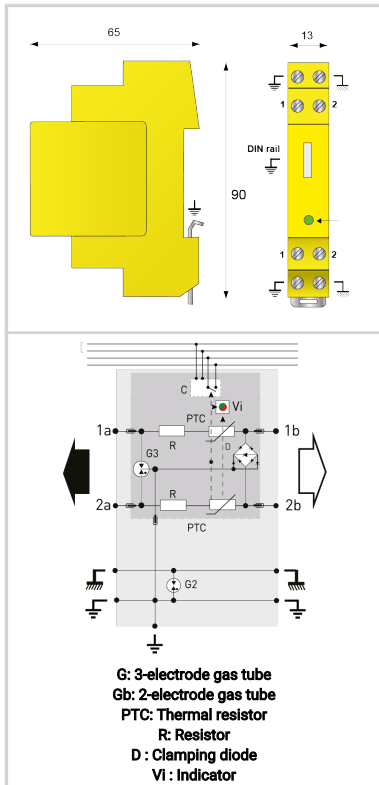 65
13
1 2
DIN rail
90
1 2
C
Vi
PTC
1a
1b
R
D
G3
R
2a
2b
PTC
G2
G: 3-electrode gas tube
Gb: 2-electrode gas tube
PTC: Thermal resistor
R: Resistor
D : Clamping diode
Vi : Indicator